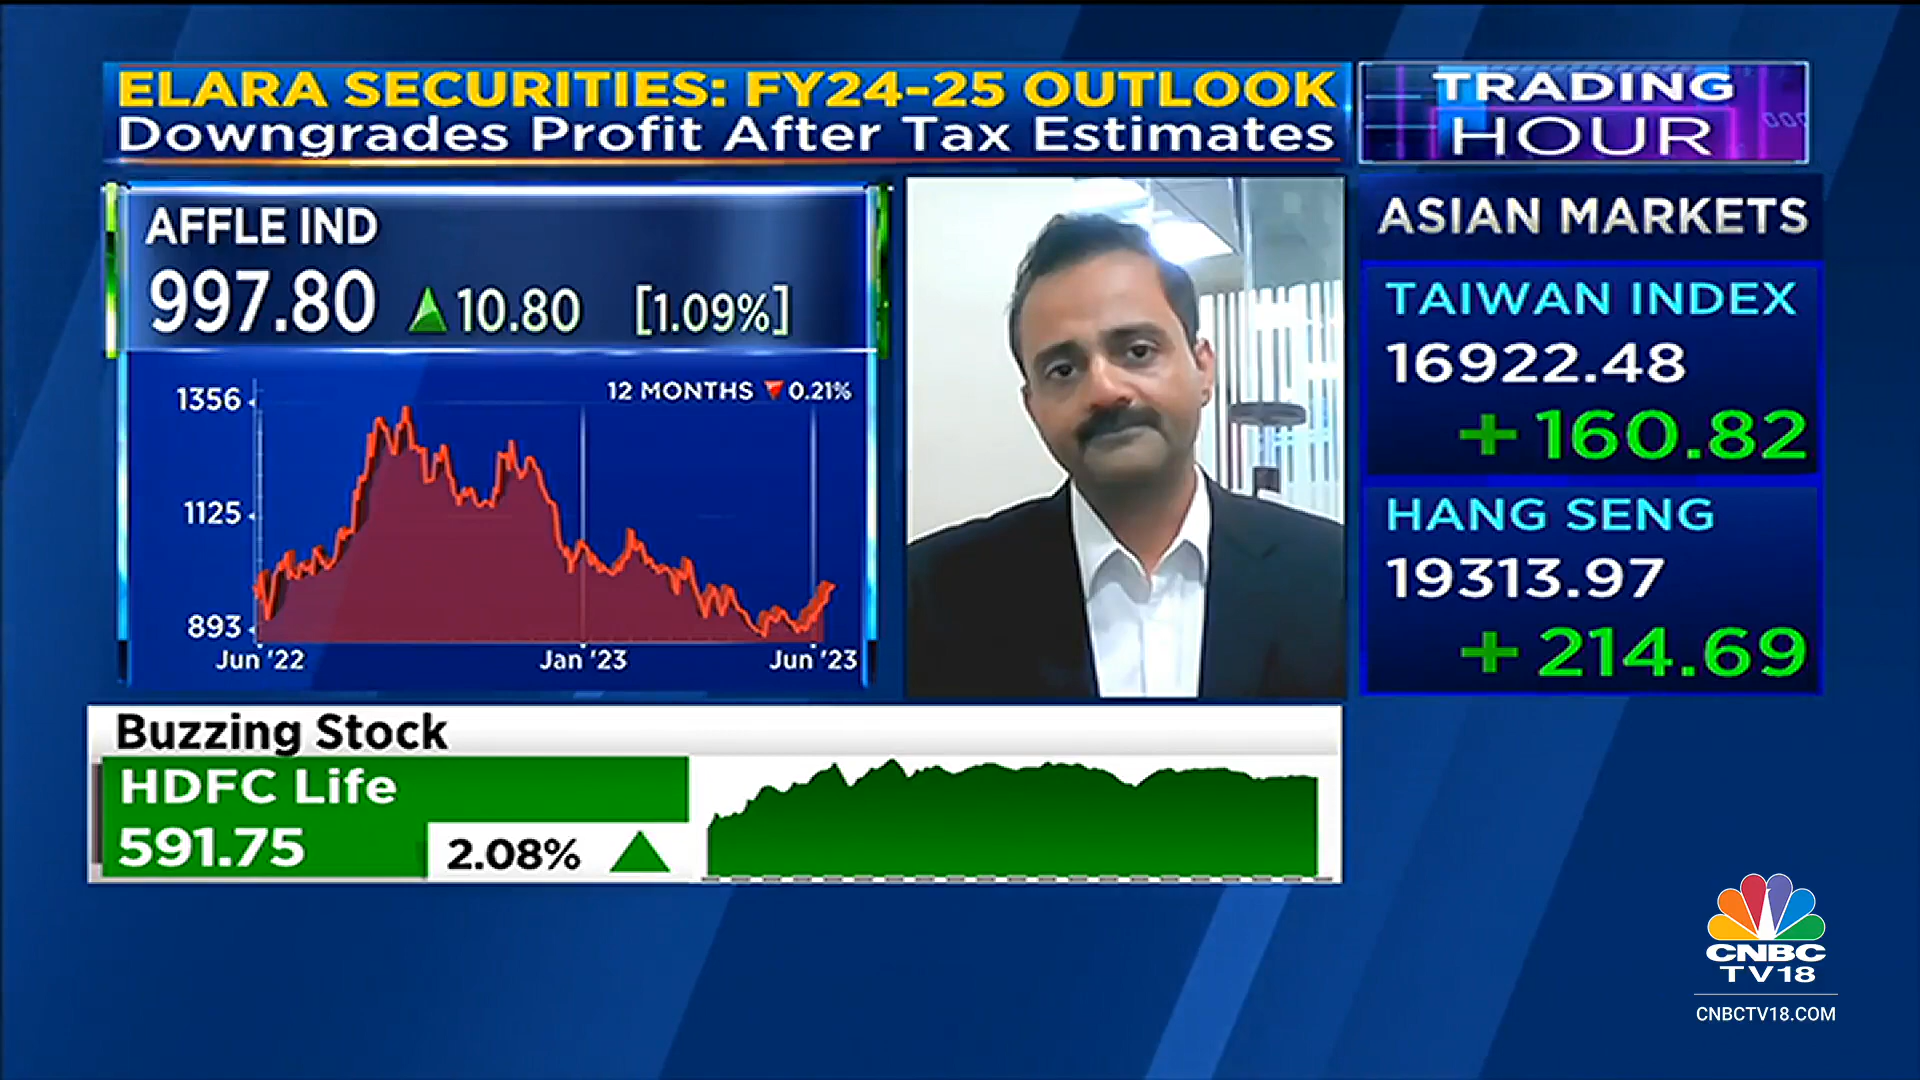 ELARA SECURITIES: FY24-25 OUTLOOK
Downgrades Profit After Tax Estimates
TRADING
HOUR
AFFLE IND
997.80 ▲10.80 [1.09%]
12 MONTHS ▼0.21%
1356
1125
893
Jun '22 Jan '23 Jun '23
ASIAN MARKETS
TAIWAN INDEX
16922.48
+160.82
HANG SENG
19313.97
+214.69
Buzzing Stock
HDFC Life
591.75
2.08% ▲
CNBC
TV18
CNBCTV18.COM